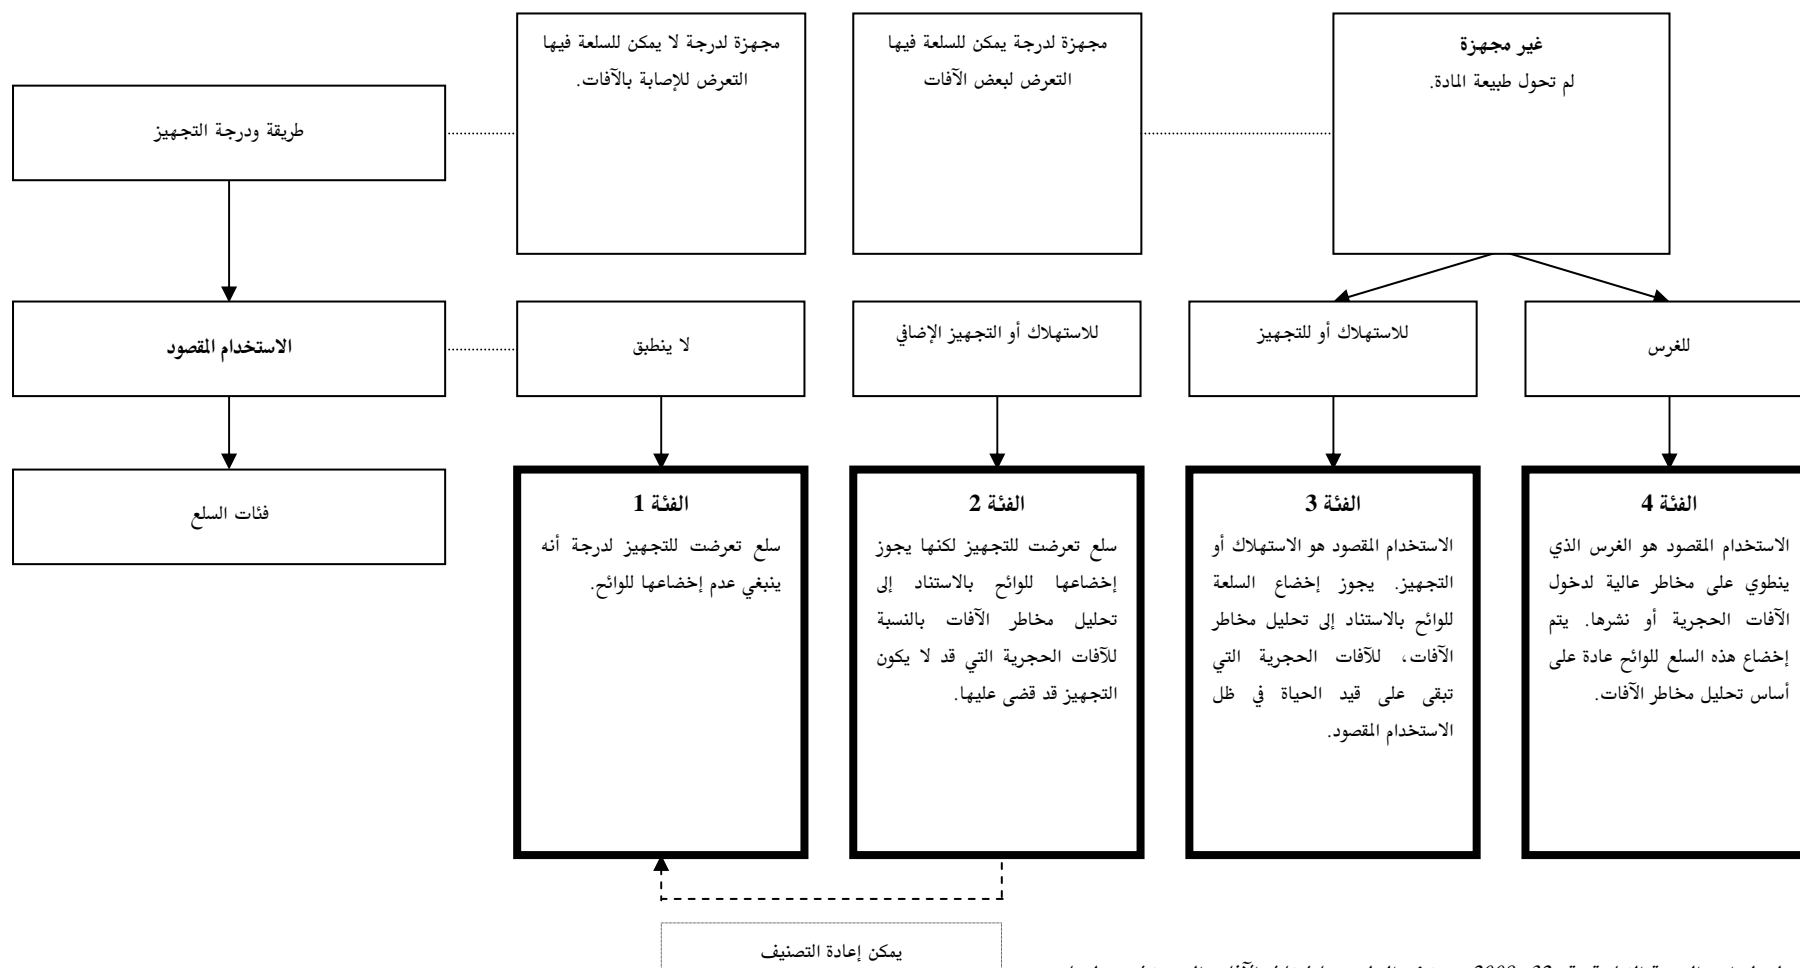 غير مجهزة
لم تحول طبيعة المادة.
مجهزة لدرجة يمكن للسلعة فيها
التعرض لبعض الآفات
مجهزة لدرجة لا يمكن للسلعة فيها
التعرض للإصابة بالآفات.
طريقة ودرجة التجهيز
للغرس
للاستهلاك أو للتجهيز
للاستهلاك أو التجهيز الإضافي
لا ينطبق
الاستخدام المقصود
الفئة 4
الاستخدام المقصود هو الغرس الذي
ينطوي على مخاطر عالية لدخول
الآفات الحجرية أو نشرها. يتم
إخضاع هذه السلع للوائح عادة على
أساس تحليل مخاطر الآفات.
الفئة 3
الاستخدام المقصود هو الاستهلاك أو
التجهيز. يجوز إخضاع السلعة
للوائح بالاستناد إلى تحليل مخاطر
الآفات، للآفات الحجرية التي
تبقى على قيد الحياة في ظل
الاستخدام المقصود.
الفئة 2
سلع تعرضت للتجهيز لكنها يجوز
إخضاعها للوائح بالاستناد إلى
تحليل مخاطر الآفات بالنسبة
للآفات الحجرية التي قد لا يكون
التجهيز قد قضى عليها.
الفئة 1
سلع تعرضت للتجهيز لدرجة أنه
ينبغي عدم إخضاعها للوائح.
فئات السلع
يمكن إعادة التصنيف